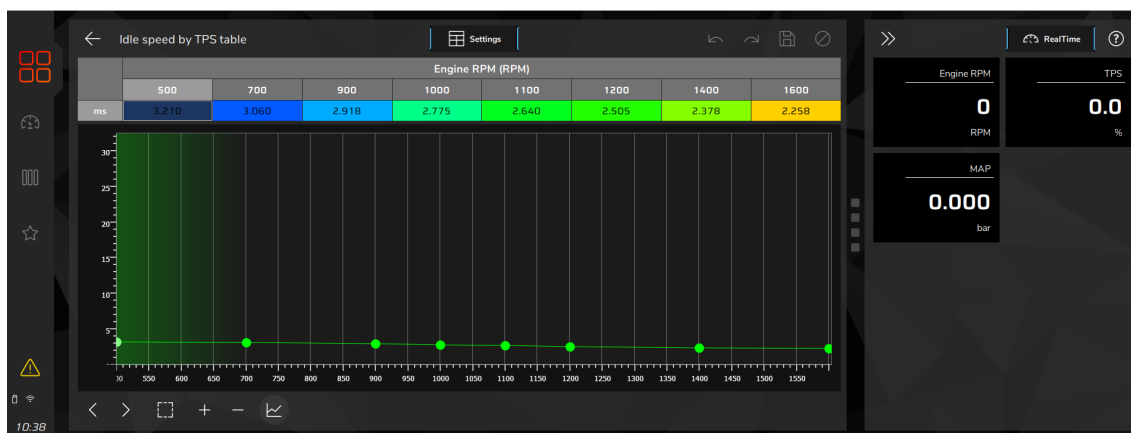 Idle speed by TPS table
Settings
RealTime
?
Engine RPM (RPM)
500 700 900 1000 1100 1200 1400 1600
ms 3.210 3.060 2.918 2.775 2.640 2.505 2.378 2.258
Engine RPM
0
RPM
TPS
0.0
%
MAP
0.000
bar
30
25
20
15
10
5
00 550 600 650 700 750 800 850 900 950 1000 1050 1100 1150 1200 1250 1300 1350 1400 1450 1500 1550
10:38